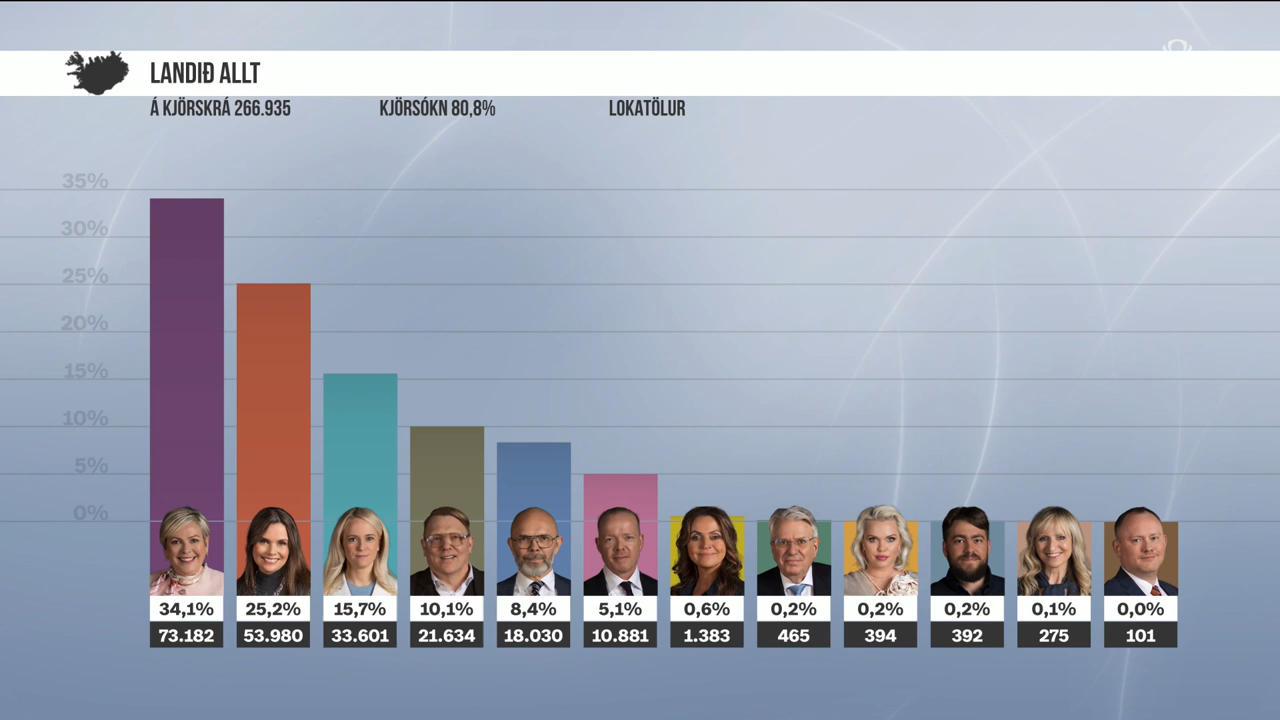 LANDIÐ ALLT
Á KJÖRSKRÁ 266.935 KJÖRSÓKN 80,8% LOKATÖLUR
35%
30%
25%
20%
15%
10%
5%
0%
34,1% 25,2% 15,7% 10,1% 8,4% 5,1% 0,6% 0,2% 0,2% 0,2% 0,1% 0,0%
73.182 53.980 33.601 21.634 18.030 10.881 1.383 465 394 392 275 101